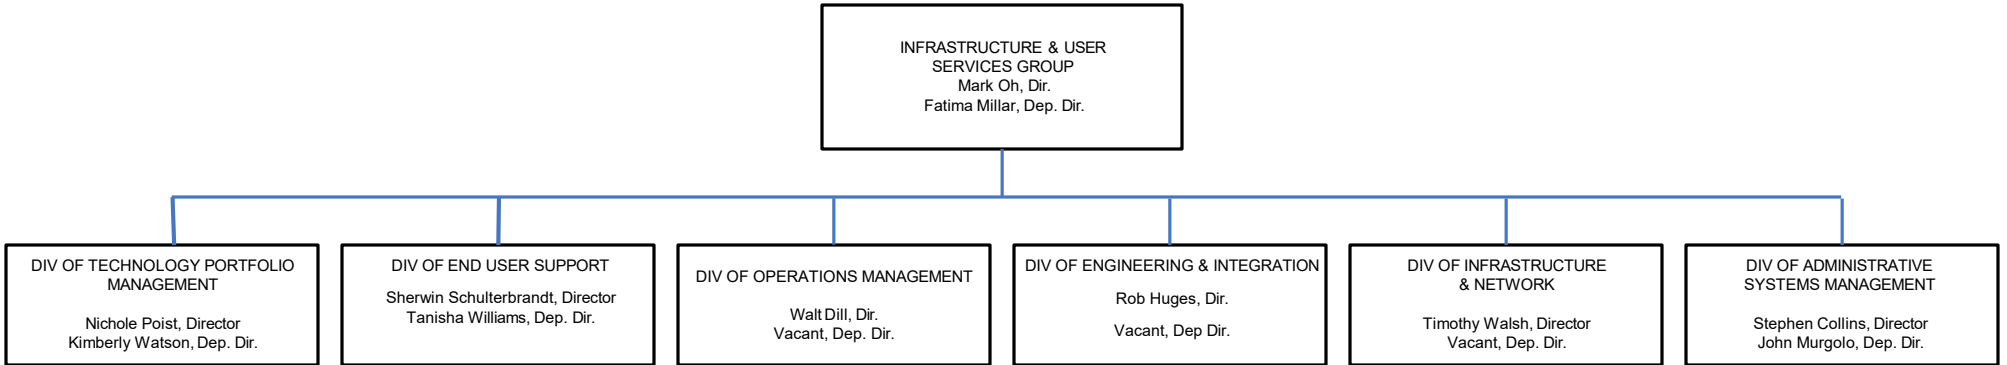 INFRASTRUCTURE & USER
SERVICES GROUP
Mark Oh, Dir.
Fatima Millar, Dep. Dir.
DIV OF TECHNOLOGY PORTFOLIO
MANAGEMENT
Nichole Poist, Director
Kimberly Watson, Dep. Dir.
DIV OF END USER SUPPORT
Sherwin Schulterbrandt, Director
Tanisha Williams, Dep. Dir.
DIV OF OPERATIONS MANAGEMENT
Walt Dill, Dir.
Vacant, Dep. Dir.
DIV OF ENGINEERING & INTEGRATION
Rob Huges, Dir.
Vacant, Dep Dir.
DIV OF INFRASTRUCTURE
& NETWORK
Timothy Walsh, Director
Vacant, Dep. Dir.
DIV OF ADMINISTRATIVE
SYSTEMS MANAGEMENT
Stephen Collins, Director
John Murgolo, Dep. Dir.